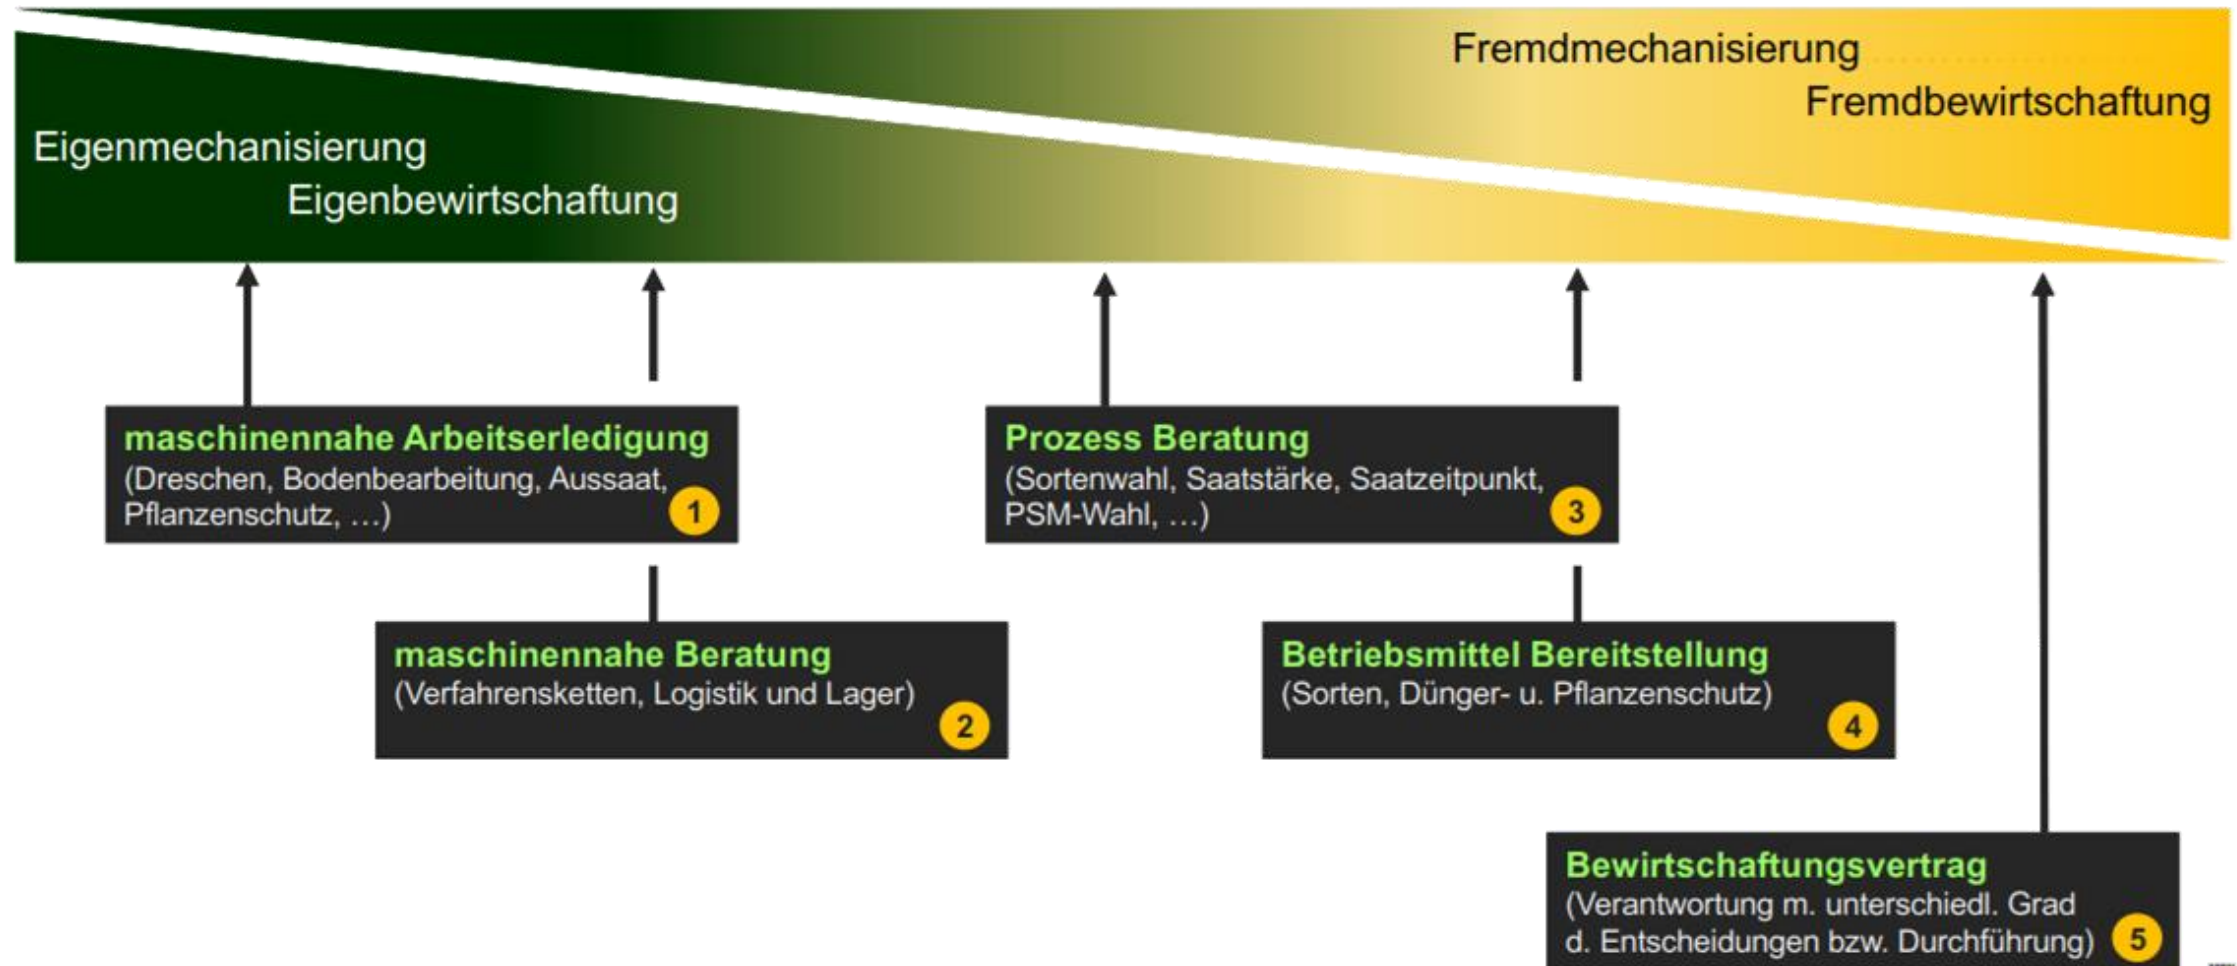 Fremdmechanisierung
Fremdbewirtschaftung
Eigenmechanisierung
Eigenbewirtschaftung
maschinennahe Arbeitserledigung
(Dreschen, Bodenbearbeitung, Aussaat,
Pflanzenschutz, …)
1
Prozess Beratung
(Sortenwahl, Saatstärke, Saatzeitpunkt,
PSM-Wahl, …)
3
maschinennahe Beratung
(Verfahrensketten, Logistik und Lager)
2
Betriebsmittel Bereitstellung
(Sorten, Dünger- u. Pflanzenschutz)
4
Bewirtschaftungsvertrag
(Verantwortung m. unterschiedl. Grad
d. Entscheidungen bzw. Durchführung)
5